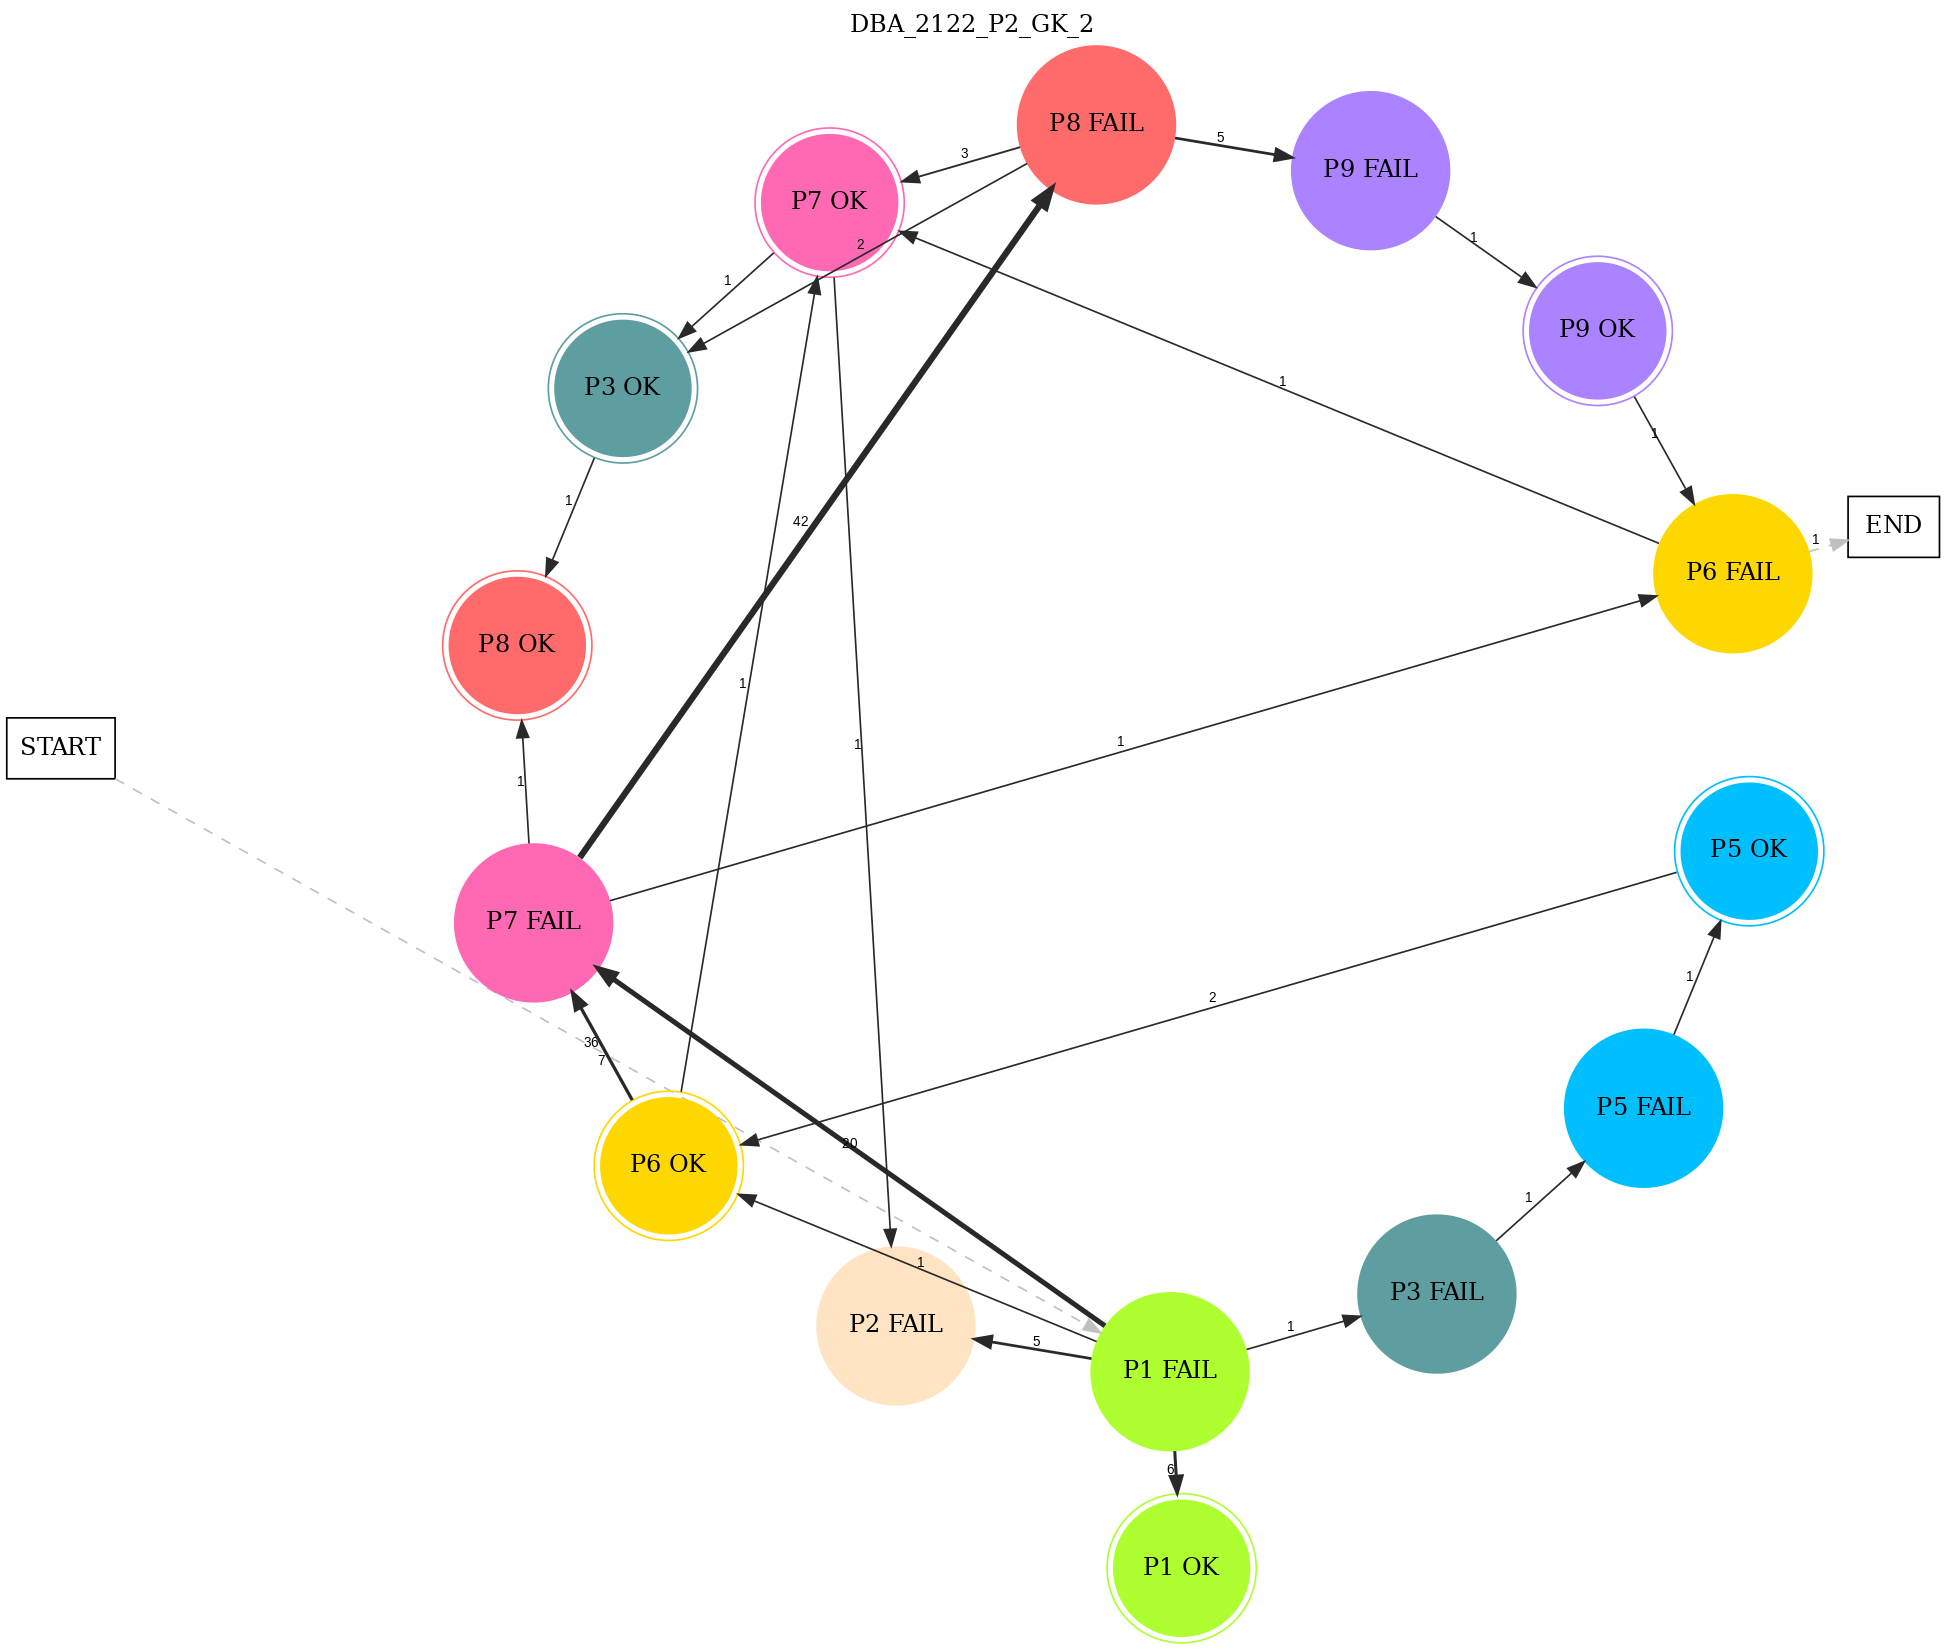 DBA_2122_P2_GK_2
P8 FAIL
5
P9 FAIL
3
P7 OK
2
1
1
P9 OK
P3 OK
1
1
1
END
1
42
P6 FAIL
P8 OK
1
START
1
1
1
P5 OK
P7 FAIL
1
2
36
7
P5 FAIL
20
P6 OK
1
1
P3 FAIL
1
P2 FAIL
5
P1 FAIL
6
P1 OK